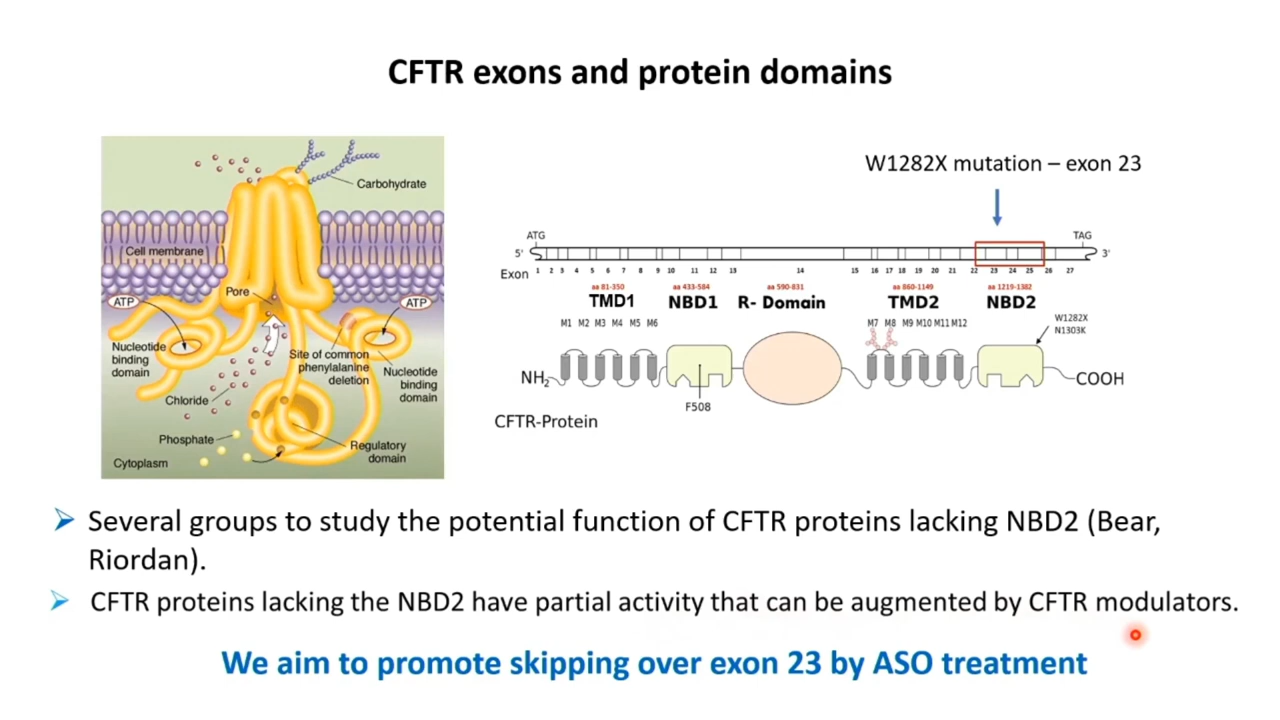 CFTR exons and protein domains
Carbohydrate
Cell membrane
Pore
ATP
ATP
Nucleotide
binding
domain
Site of common
phenylalanine
deletion
Nucleotide
binding
domain
Chloride
Phosphate
Regulatory
domain
Cytoplasm
W1282X mutation – exon 23
ATG
TAG
5'
3'
Exon 1 2 3 4 5 6 7 8 9 10 11 12 13 14 15 16 17 18 19 20 21 22 23 24 25 26 27
aa 81-350 aa 433-584 aa 590-831 aa 860-1149 aa 1219-1382
TMD1 NBD1 R- Domain TMD2 NBD2
M1 M2 M3 M4 M5 M6 M7 M8 M9 M10 M11 M12
W1282X
N1303K
NH2
COOH
F508
CFTR-Protein
Several groups to study the potential function of CFTR proteins lacking NBD2 (Bear,
Riordan).
CFTR proteins lacking the NBD2 have partial activity that can be augmented by CFTR modulators.
We aim to promote skipping over exon 23 by ASO treatment